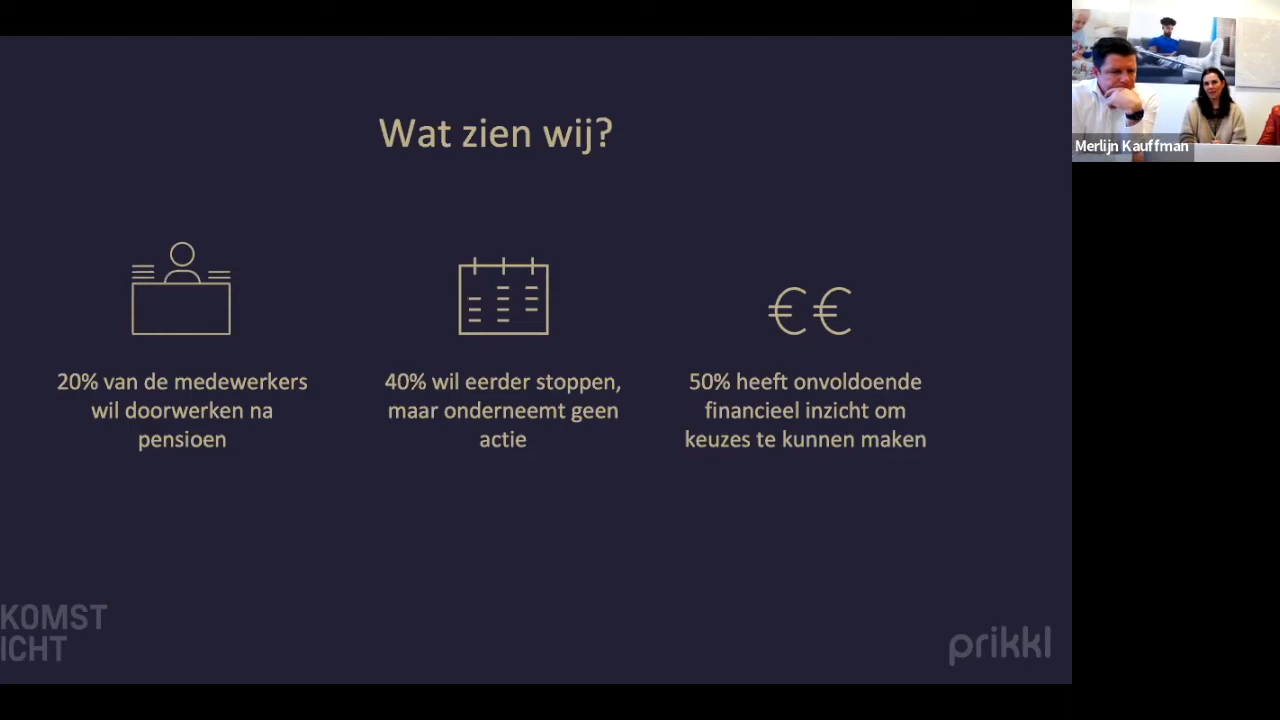 Wat zien wij?
20% van de medewerkers
wil doorwerken na
pensioen
40% wil eerder stoppen,
maar onderneemt geen
actie
€€
50% heeft onvoldoende
financieel inzicht om
keuzes te kunnen maken
KOMST
ICHT
prikkl
Merlijn Kauffman